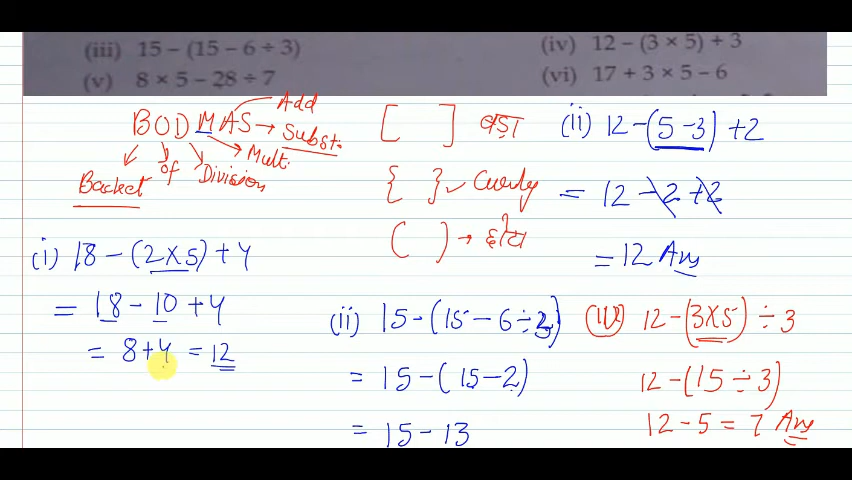 (iii) 15 – (15 – 6 ÷ 3)
(iv) 12 – (3 × 5) + 3
(v) 8 × 5 – 28 ÷ 7
(vi) 17 + 3 × 5 – 6
BODMAS
Add
Substi.
Multi.
Division
of
Backet
[ ] बड़ा
{ } Curly
( ) → छोटा
(ii) 12 - (5 - 3) + 2
= 12 - 2 + 2
= 12 Ans
(i) 18 - (2 × 5) + 4
= 18 - 10 + 4
= 8 + 4 = 12
(ii) 15 - (15 - 6 ÷ 3)
= 15 - (15 - 2)
= 15 - 13
(iv) 12 - (3 × 5) ÷ 3
12 - (15 ÷ 3)
12 - 5 = 7 Ans